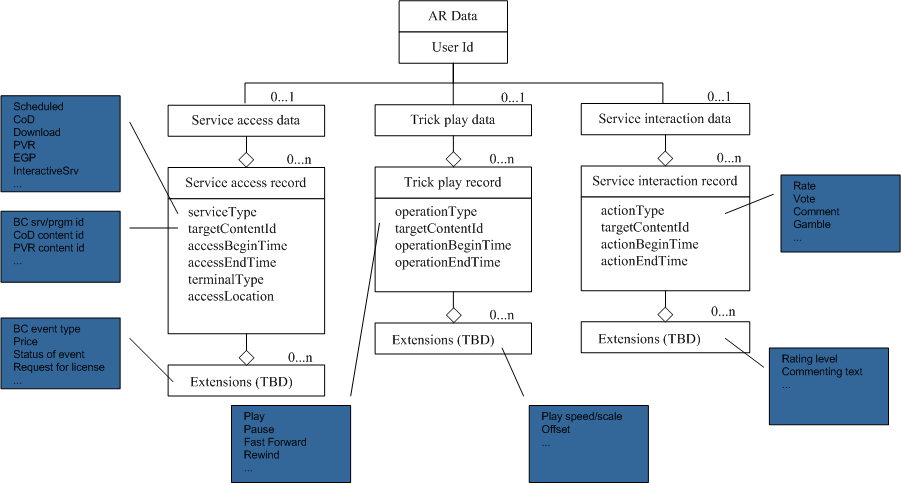 AR Data
User Id
0...1
0...1
0...1
Service access data
Trick play data
Service interaction data
0...n
0...n
0...n
Service access record
serviceType
targetContentId
accessBeginTime
accessEndTime
terminalType
accessLocation
Trick play record
operationType
targetContentId
operationBeginTime
operationEndTime
Service interaction record
actionType
targetContentId
actionBeginTime
actionEndTime
0...n
0...n
0...n
Extensions (TBD)
Extensions (TBD)
Extensions (TBD)
Scheduled
CoD
Download
PVR
EGP
InteractiveSrv
...
BC srv/prgm id
CoD content id
PVR content id
...
BC event type
Price
Status of event
Request for license
...
Play
Pause
Fast Forward
Rewind
...
Play speed/scale
Offset
...
Rate
Vote
Comment
Gamble
...
Rating level
Commenting text
...